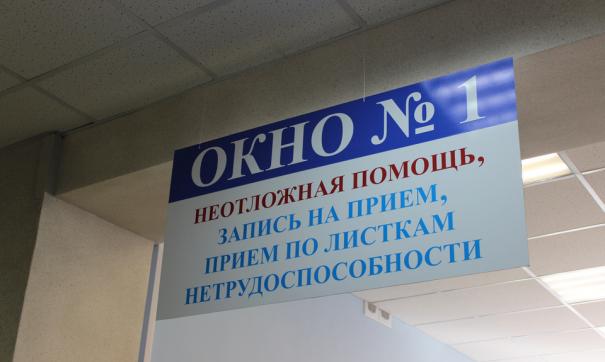 ОКНО № 1
НЕОТЛОЖНАЯ ПОМОЩЬ,
ЗАПИСЬ НА ПРИЕМ,
ПРИЕМ ПО ЛИСТКАМ
НЕТРУДОСПОСОБНОСТИ